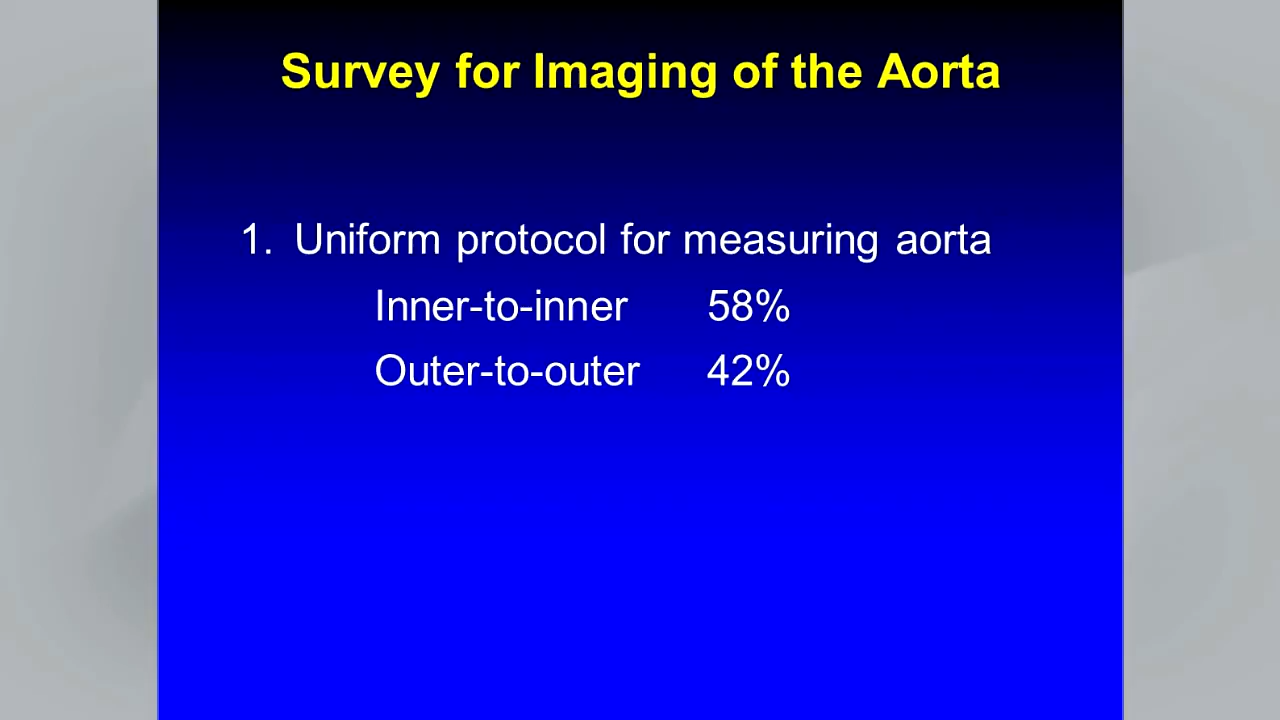 Survey for Imaging of the Aorta
1. Uniform protocol for measuring aorta
Inner-to-inner 58%
Outer-to-outer 42%